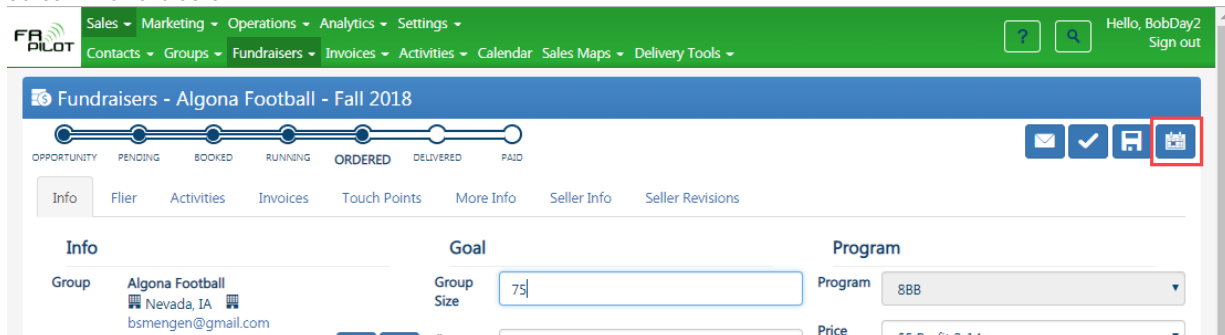 FR PILOT
Sales Marketing Operations Analytics Settings
Contacts Groups Fundraisers Invoices Activities Calendar Sales Maps Delivery Tools
?
Hello, BobDay2
Sign out
Fundraisers - Algona Football - Fall 2018
OPPORTUNITY PENDING BOOKED RUNNING ORDERED DELIVERED PAID
Info Flier Activities Invoices Touch Points More Info Seller Info Seller Revisions
Info Goal Program
Group Algona Football
Nevada, IA
bsmengen@gmail.com
Group Size 75
Program 8BB
Price